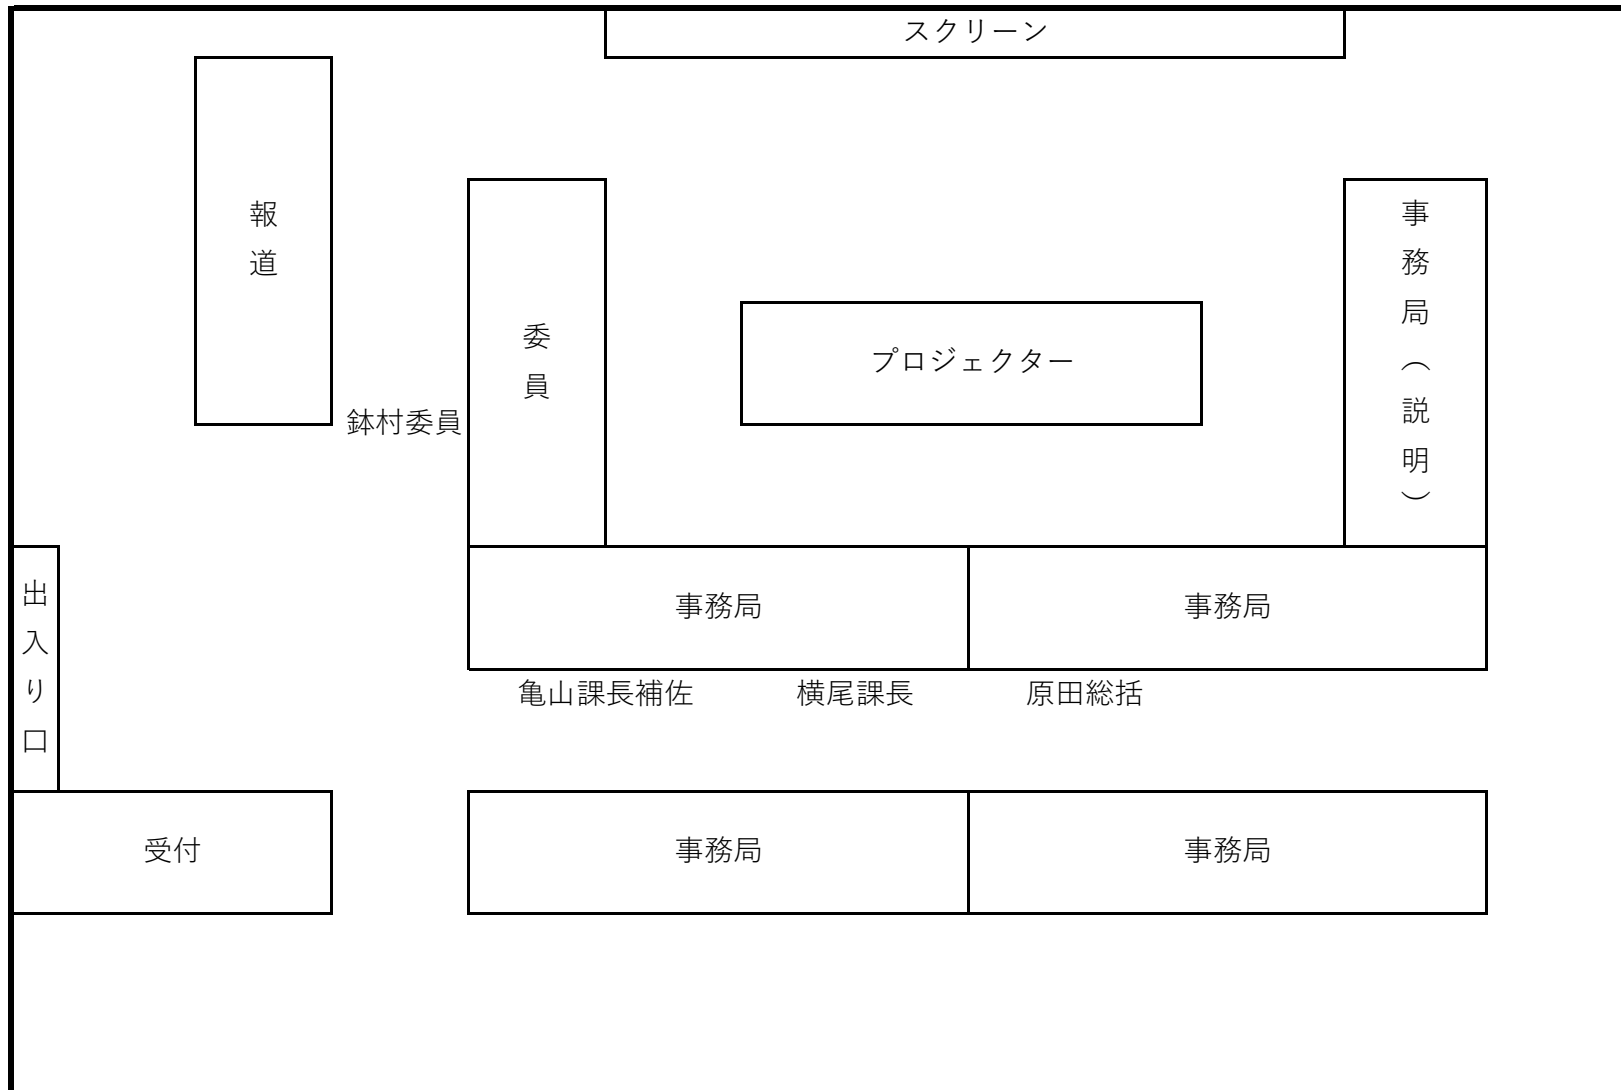 スクリーン
報道
委員
事務局（説明）
プロジェクター
鉢村委員
出入り口
事務局
事務局
亀山課長補佐
横尾課長
原田総括
受付
事務局
事務局